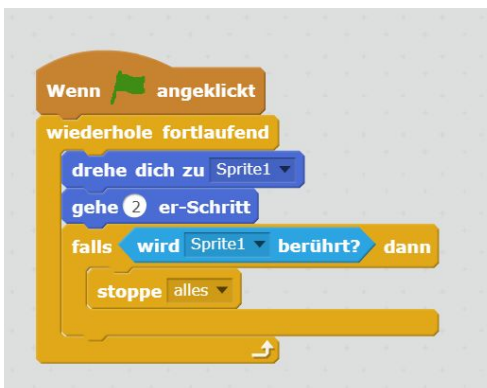 Wenn angeklickt
wiederhole fortlaufend
drehe dich zu Sprite1
gehe 2 er-Schritt
falls wird Sprite1 berührt? dann
stoppe alles